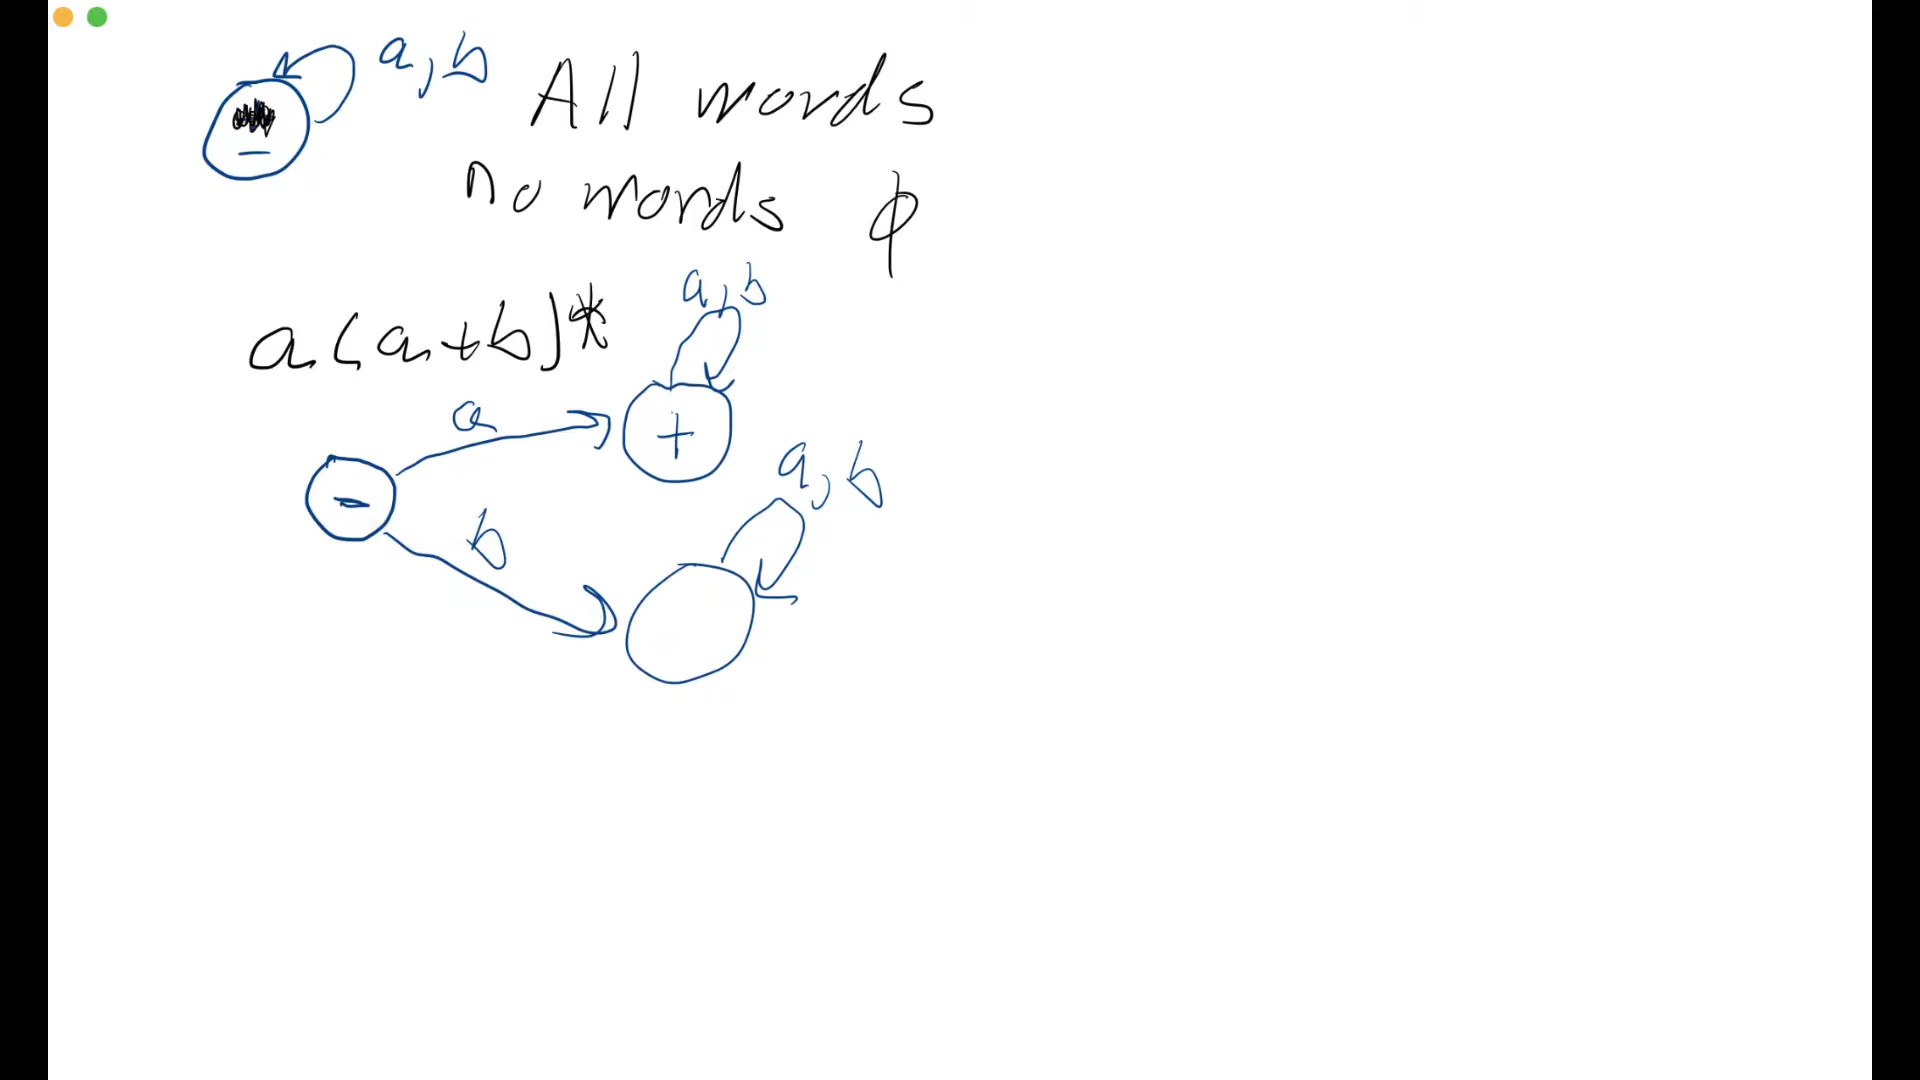 a, b
All words
-
no words ϕ
a(a+b)*
a, b
a
+
-
a, b
b